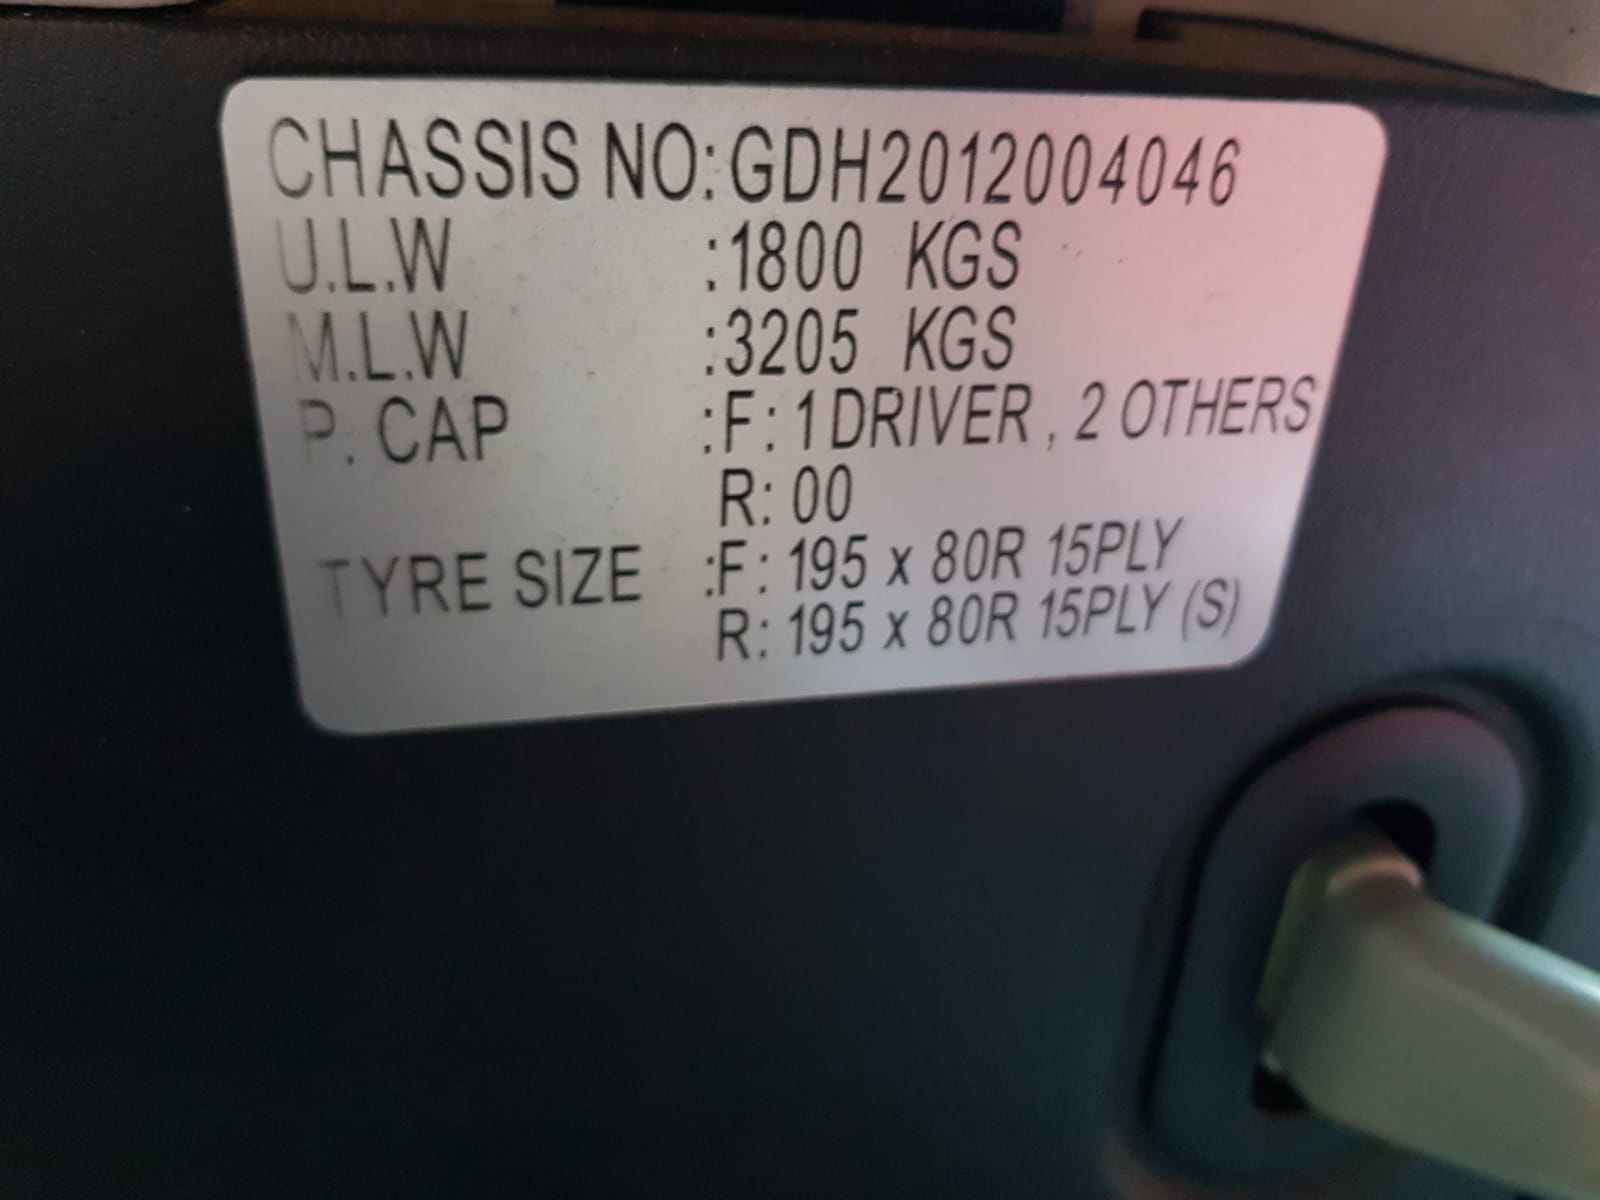 CHASSIS NO: GDH2012004046
U.L.W :1800 KGS
M.L.W :3205 KGS
P. CAP :F: 1 DRIVER , 2 OTHERS
R: 00
TYRE SIZE :F: 195 x 80R 15PLY
R: 195 x 80R 15PLY (S)